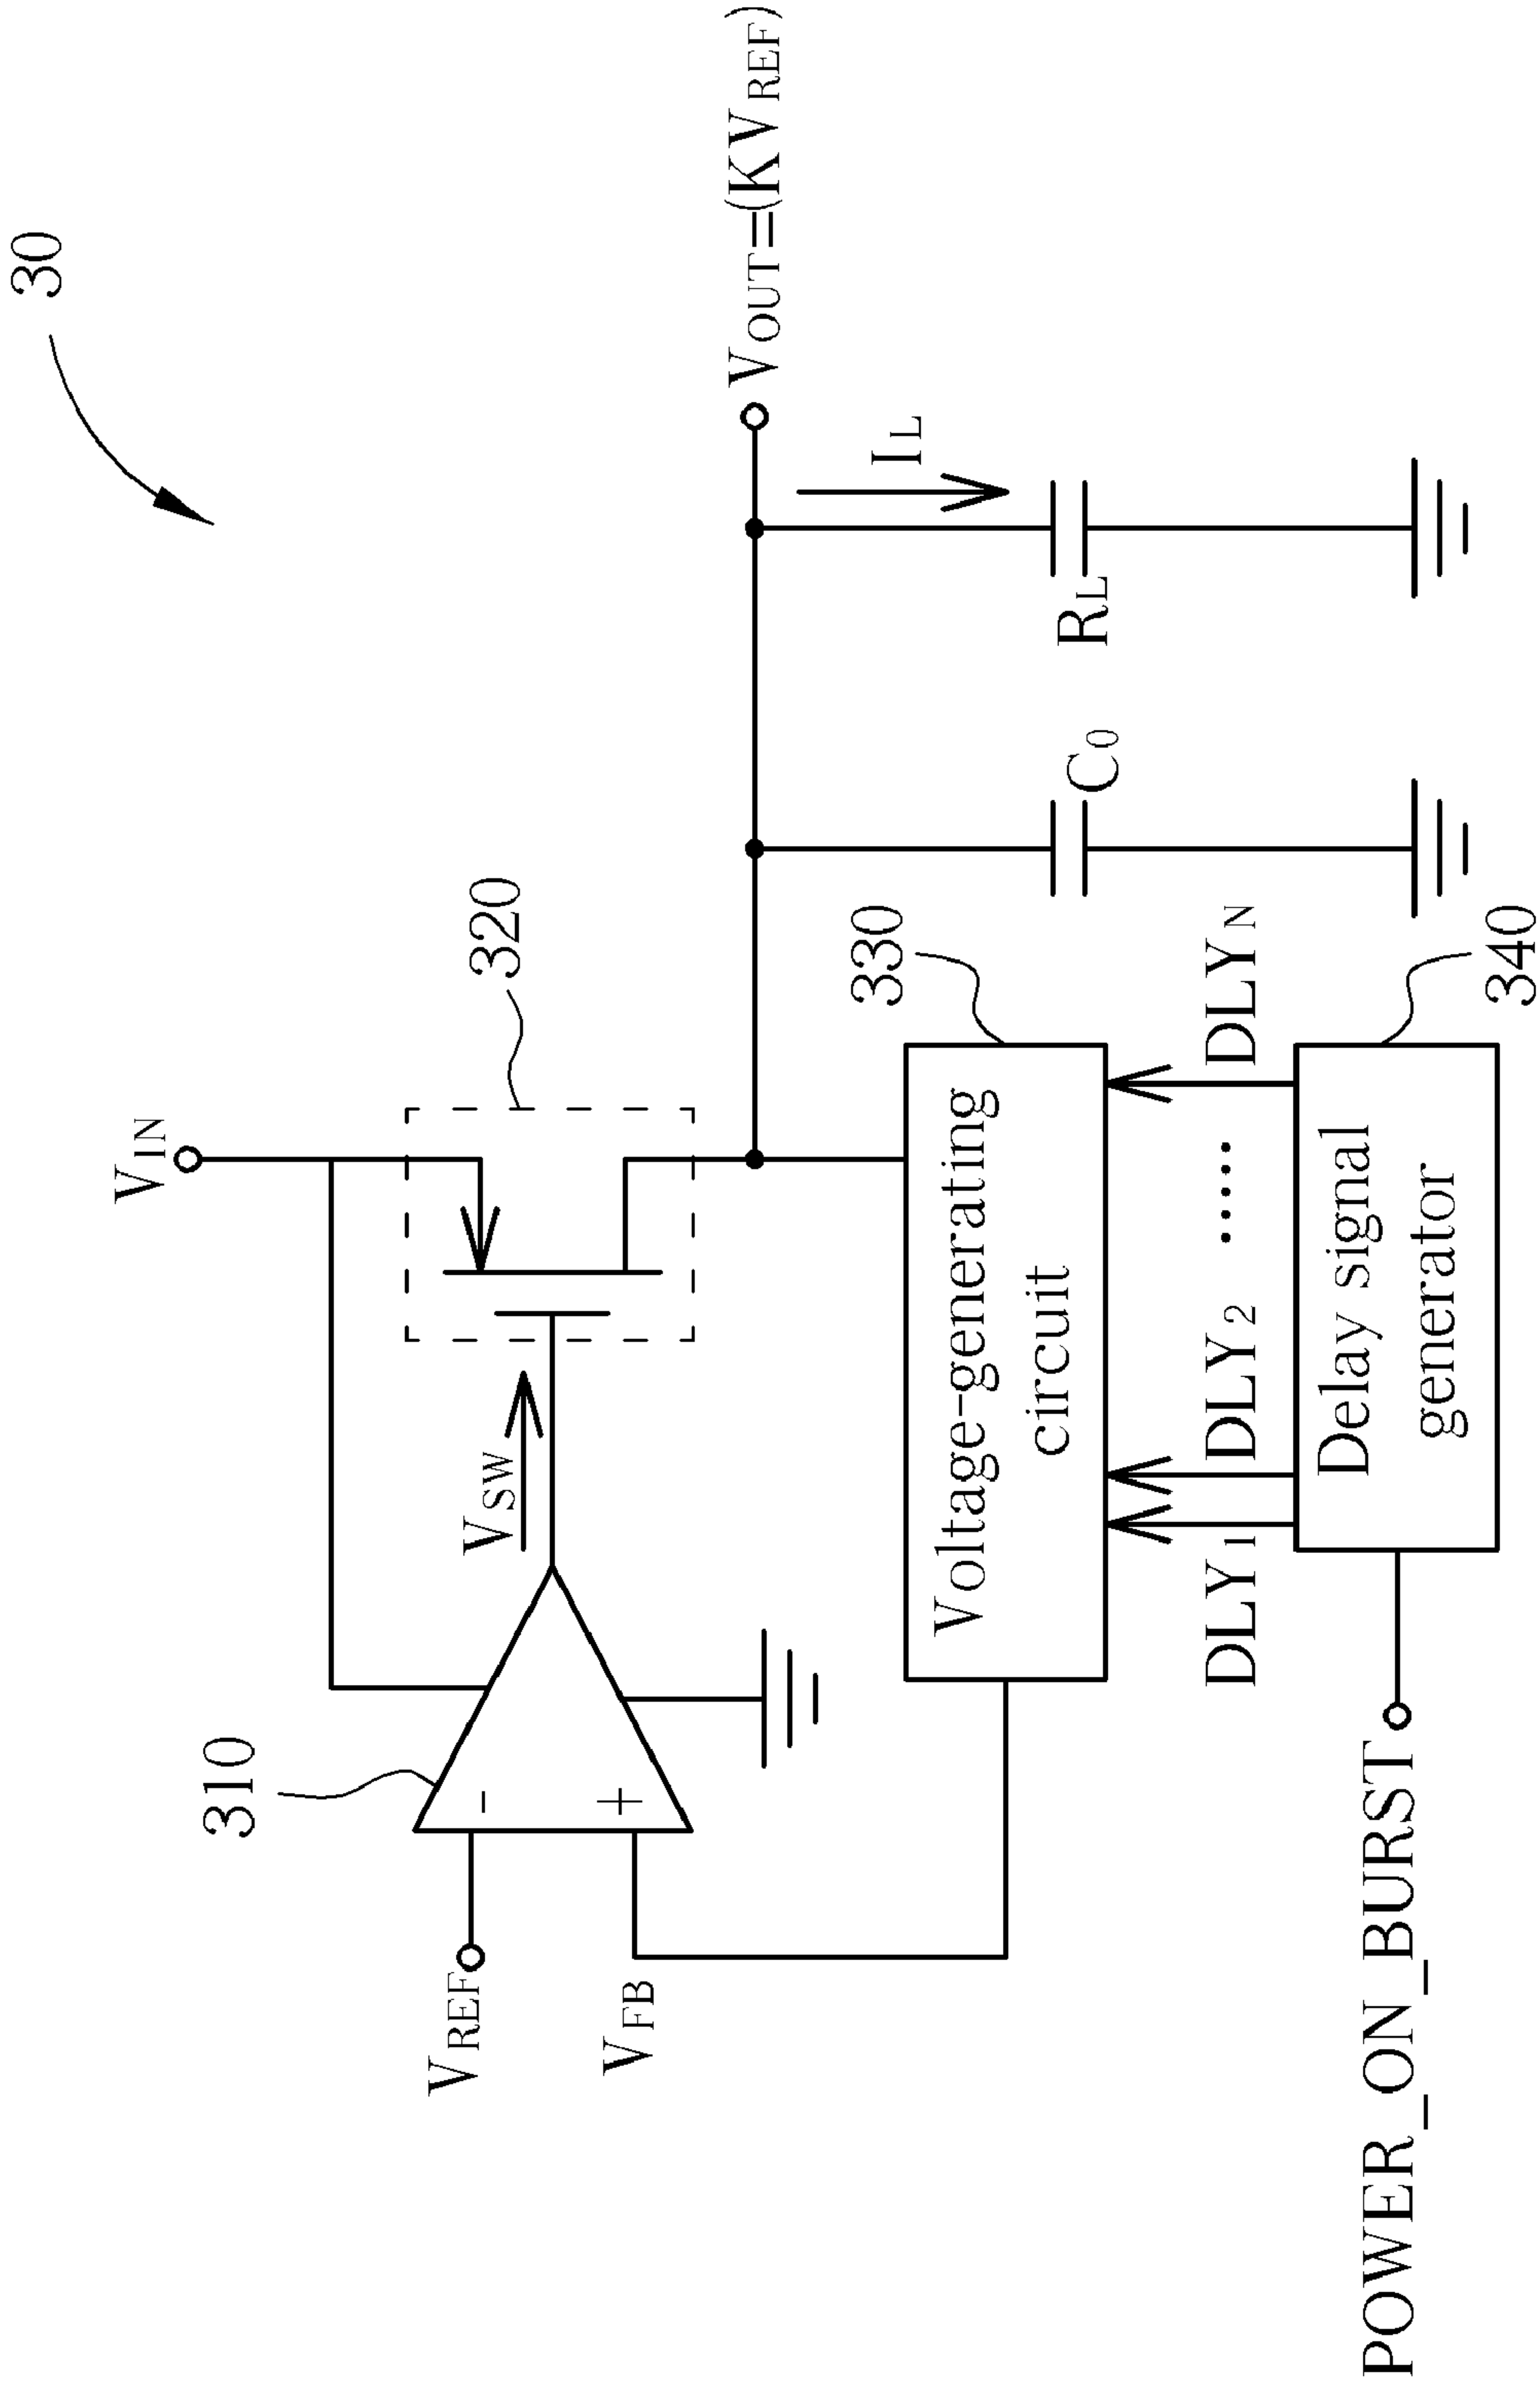 30
VIN
320
310
VSW
VREF
-
+
VFB
VOUT=(KVREF)
IL
RL
C0
330
Voltage-generating
circuit
DLY1
DLY2
.....
DLYN
340
Delay signal
generator
POWER_ON_BURST